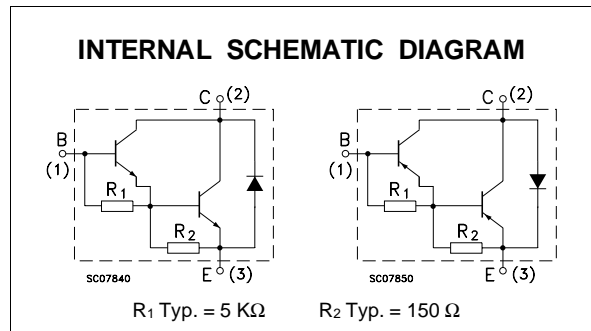 INTERNAL SCHEMATIC DIAGRAM
C (2)
B
(1)
R1
R2
SC07840
E (3)
C (2)
B
(1)
R1
R2
SC07850
E (3)
R1 Typ. = 5 KΩ R2 Typ. = 150 Ω